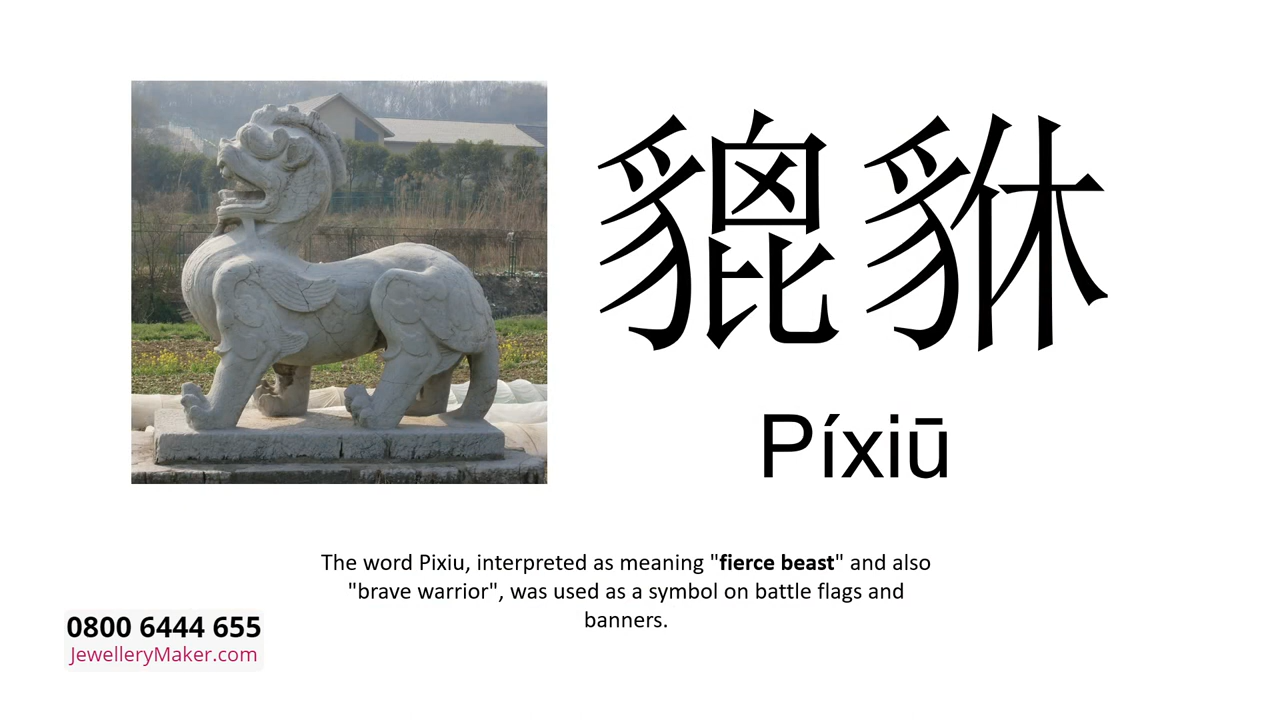 貔貅
Píxiū
The word Pixiu, interpreted as meaning "fierce beast" and also
"brave warrior", was used as a symbol on battle flags and
banners.
0800 6444 655
JewelleryMaker.com